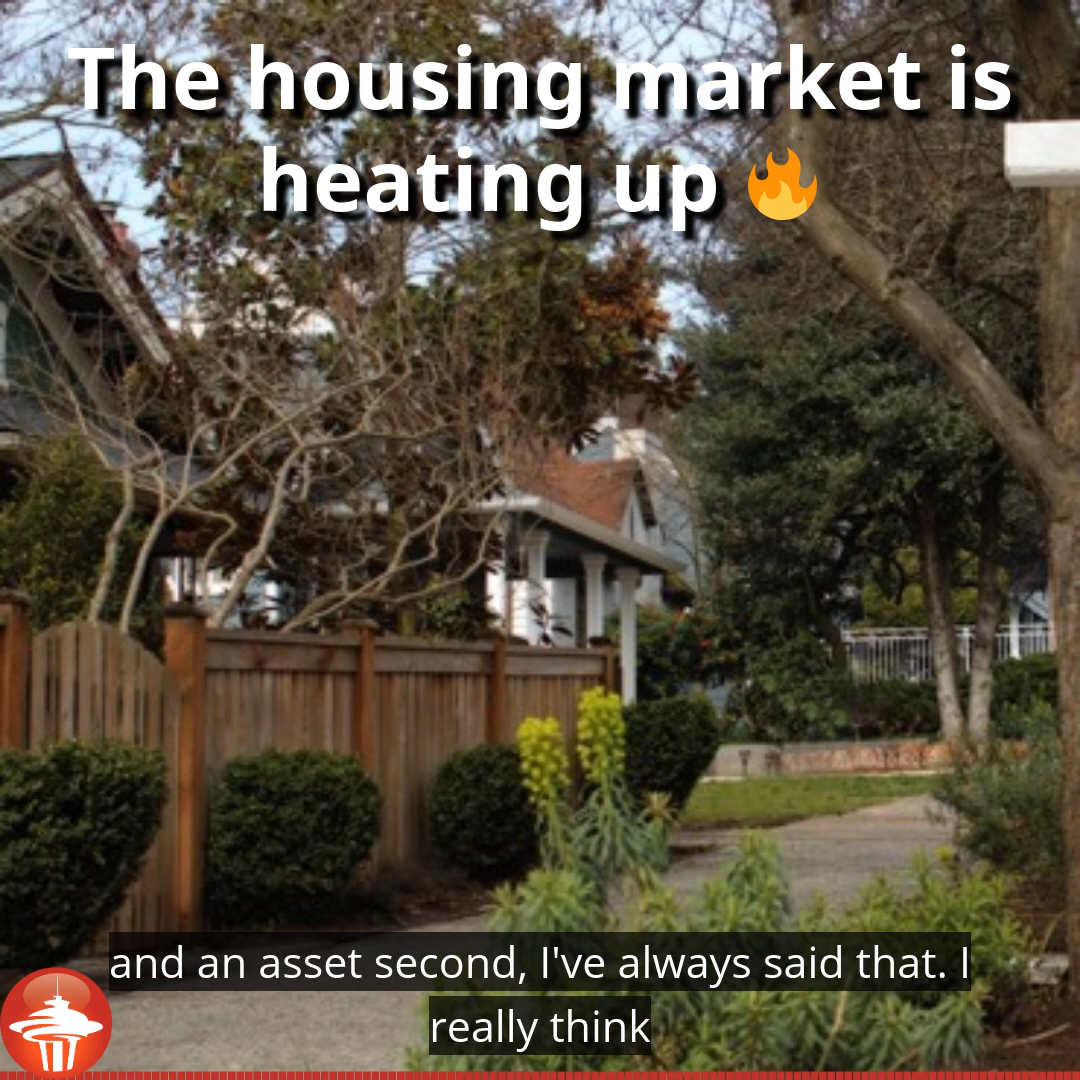 The housing market is
heating up 🔥
and an asset second, I've always said that. I
really think